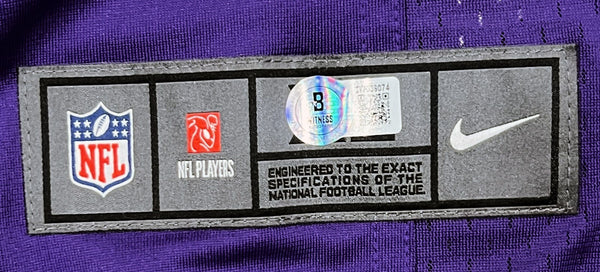 NFL
NFL PLAYERS
B
WITNESS
ENGINEERED TO THE EXACT
SPECIFICATIONS OF THE
NATIONAL FOOTBALL LEAGUE.